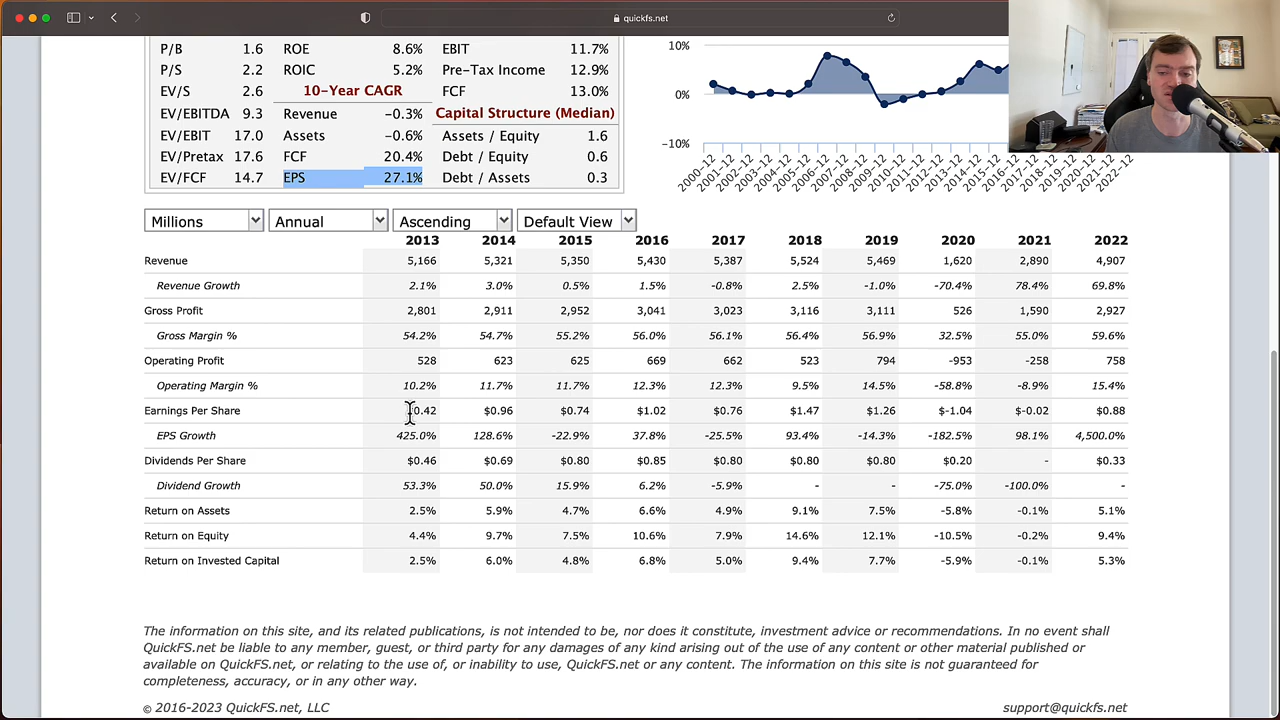 quickfs.net
P/B 1.6 ROE 8.6% EBIT 11.7%
P/S 2.2 ROIC 5.2% Pre-Tax Income 12.9%
EV/S 2.6 10-Year CAGR FCF 13.0%
EV/EBITDA 9.3 Revenue -0.3% Capital Structure (Median)
EV/EBIT 17.0 Assets -0.6% Assets / Equity 1.6
EV/Pretax 17.6 FCF 20.4% Debt / Equity 0.6
EV/FCF 14.7 EPS 27.1% Debt / Assets 0.3
10%
0%
-10%
2000-12 2001-12 2002-12 2003-12 2004-12 2005-12 2006-12 2007-12 2008-12 2009-12 2010-12 2011-12 2012-12 2013-12 2014-12 2015-12 2016-12 2017-12 2018-12 2019-12 2020-12 2021-12 2022-12
Millions Annual Ascending Default View
2013 2014 2015 2016 2017 2018 2019 2020 2021 2022
Revenue 5,166 5,321 5,350 5,430 5,387 5,524 5,469 1,620 2,890 4,907
Revenue Growth 2.1% 3.0% 0.5% 1.5% -0.8% 2.5% -1.0% -70.4% 78.4% 69.8%
Gross Profit 2,801 2,911 2,952 3,041 3,023 3,116 3,111 526 1,590 2,927
Gross Margin % 54.2% 54.7% 55.2% 56.0% 56.1% 56.4% 56.9% 32.5% 55.0% 59.6%
Operating Profit 528 623 625 669 662 523 794 -953 -258 758
Operating Margin % 10.2% 11.7% 11.7% 12.3% 12.3% 9.5% 14.5% -58.8% -8.9% 15.4%
Earnings Per Share 0.42 $0.96 $0.74 $1.02 $0.76 $1.47 $1.26 $-1.04 $-0.02 $0.88
EPS Growth 425.0% 128.6% -22.9% 37.8% -25.5% 93.4% -14.3% -182.5% 98.1% 4,500.0%
Dividends Per Share $0.46 $0.69 $0.80 $0.85 $0.80 $0.80 $0.80 $0.20 - $0.33
Dividend Growth 53.3% 50.0% 15.9% 6.2% -5.9% - - -75.0% -100.0% -
Return on Assets 2.5% 5.9% 4.7% 6.6% 4.9% 9.1% 7.5% -5.8% -0.1% 5.1%
Return on Equity 4.4% 9.7% 7.5% 10.6% 7.9% 14.6% 12.1% -10.5% -0.2% 9.4%
Return on Invested Capital 2.5% 6.0% 4.8% 6.8% 5.0% 9.4% 7.7% -5.9% -0.1% 5.3%
The information on this site, and its related publications, is not intended to be, nor does it constitute, investment advice or recommendations. In no event shall
QuickFS.net be liable to any member, guest, or third party for any damages of any kind arising out of the use of any content or other material published or
available on QuickFS.net, or relating to the use of, or inability to use, QuickFS.net or any content. The information on this site is not guaranteed for
completeness, accuracy, or in any other way.
© 2016-2023 QuickFS.net, LLC support@quickfs.net